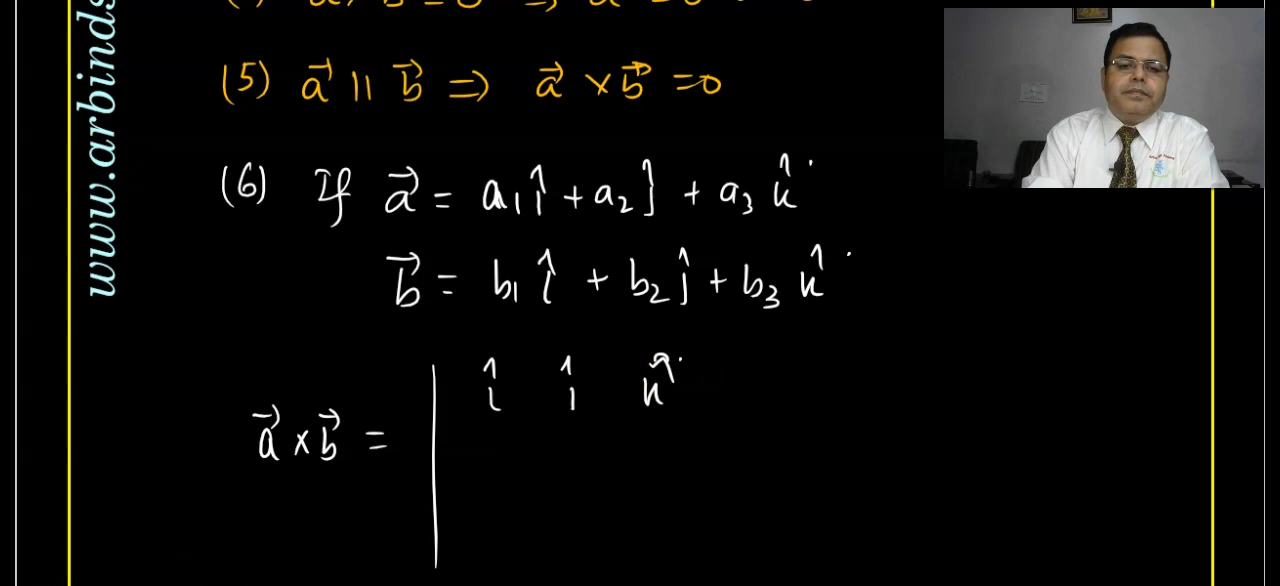 (5) a⃗ || b⃗ ⇒ a⃗ × b⃗ = 0
(6) If a⃗ = a₁î + a₂ĵ + a₃k̂
b⃗ = b₁î + b₂ĵ + b₃k̂
a⃗ × b⃗ = | î ĵ k̂
www.arbinds